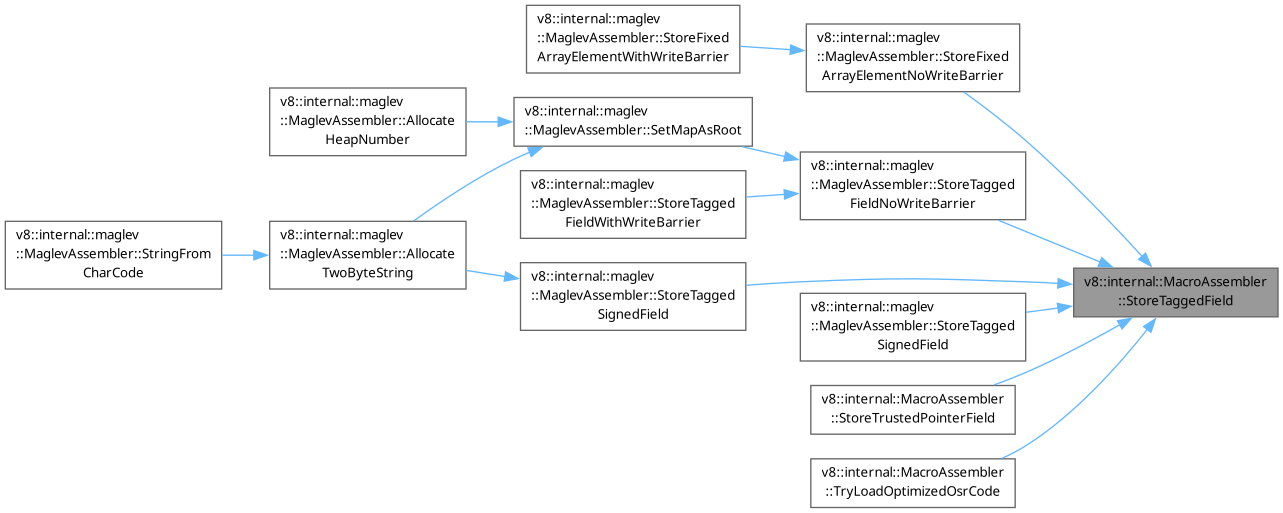 v8::internal::maglev
::MaglevAssembler::StoreFixed
ArrayElementWithWriteBarrier
v8::internal::maglev
::MaglevAssembler::StoreFixed
ArrayElementNoWriteBarrier
v8::internal::maglev
::MaglevAssembler::Allocate
HeapNumber
v8::internal::maglev
::MaglevAssembler::SetMapAsRoot
v8::internal::maglev
::MaglevAssembler::StoreTagged
FieldNoWriteBarrier
v8::internal::maglev
::MaglevAssembler::StoreTagged
FieldWithWriteBarrier
v8::internal::maglev
::MaglevAssembler::StringFrom
CharCode
v8::internal::maglev
::MaglevAssembler::Allocate
TwoByteString
v8::internal::maglev
::MaglevAssembler::StoreTagged
SignedField
v8::internal::MacroAssembler
::StoreTaggedField
v8::internal::maglev
::MaglevAssembler::StoreTagged
SignedField
v8::internal::MacroAssembler
::StoreTrustedPointerField
v8::internal::MacroAssembler
::TryLoadOptimizedOsrCode